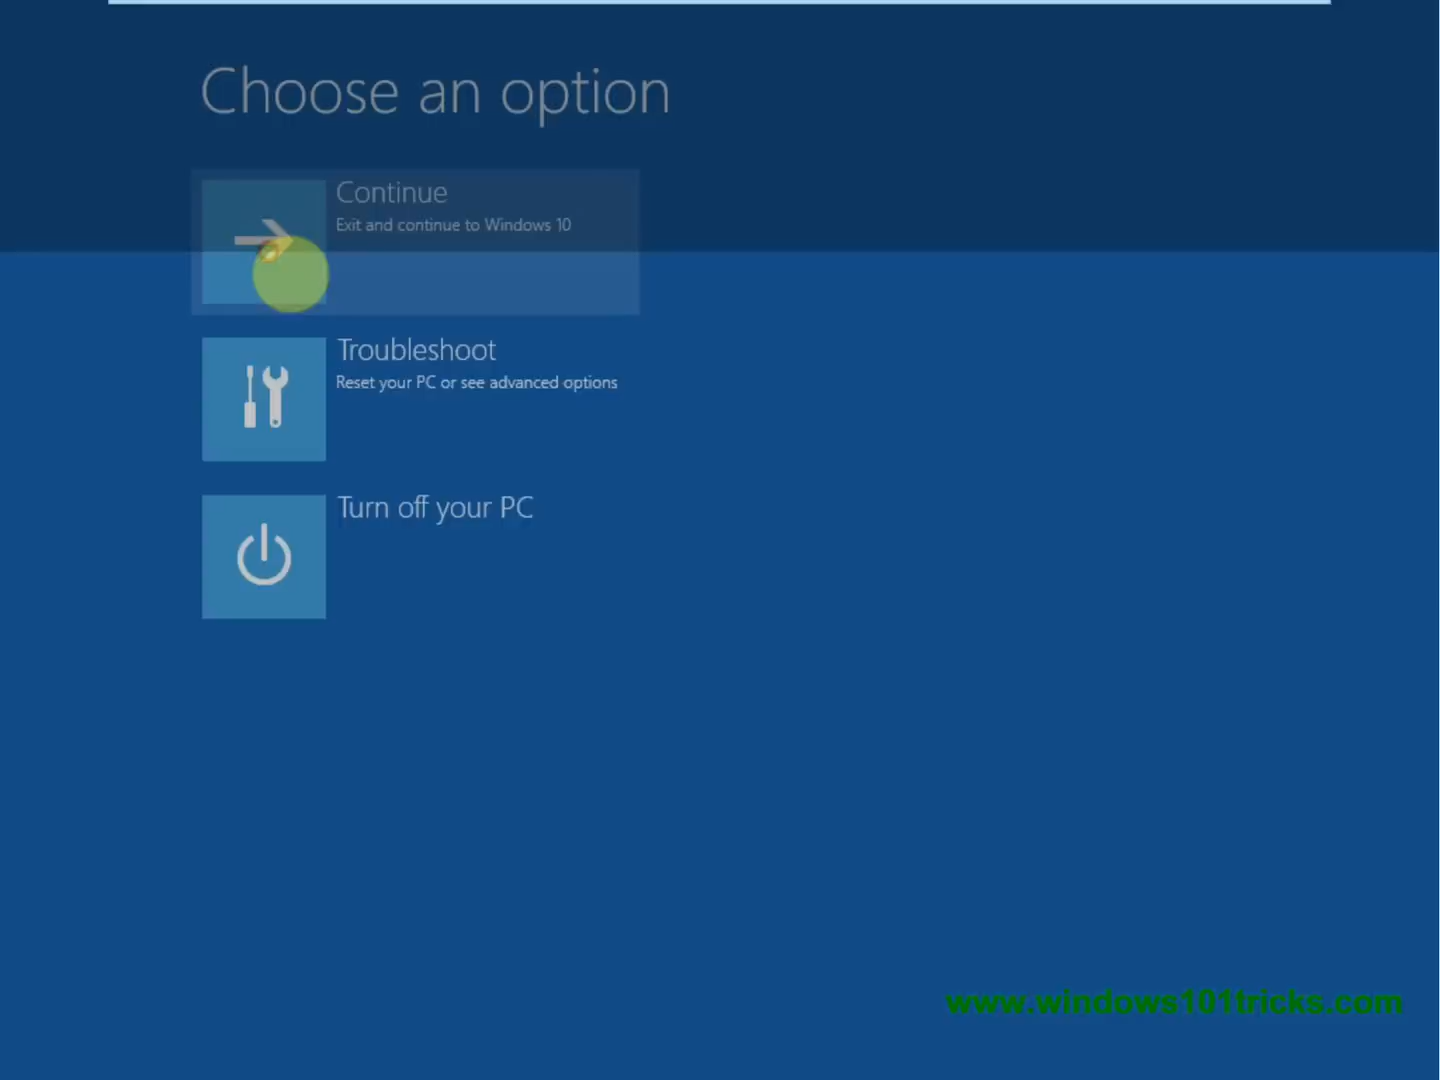 Choose an option
Continue
Exit and continue to Windows 10
Troubleshoot
Reset your PC or see advanced options
Turn off your PC
www.windows101tricks.com